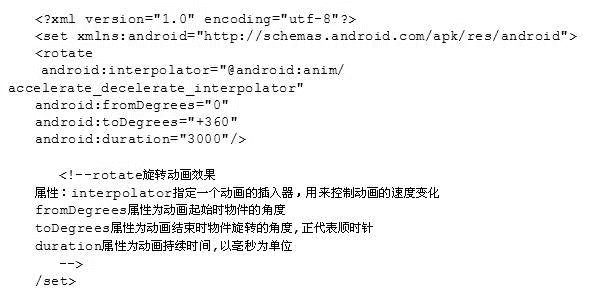 <?xml version="1.0" encoding="utf-8"?>
<set xmlns:android="http://schemas.android.com/apk/res/android">
<rotate
android:interpolator="@android:anim/
accelerate_decelerate_interpolator"
android:fromDegrees="0"
android:toDegrees="+360"
android:duration="3000"/>
<!--rotate旋转动画效果
属性：interpolator指定一个动画的插入器，用来控制动画的速度变化
fromDegrees属性为动画起始时物件的角度
toDegrees属性为动画结束时物件旋转的角度,正代表顺时针
duration属性为动画持续时间,以毫秒为单位
-->
/set>